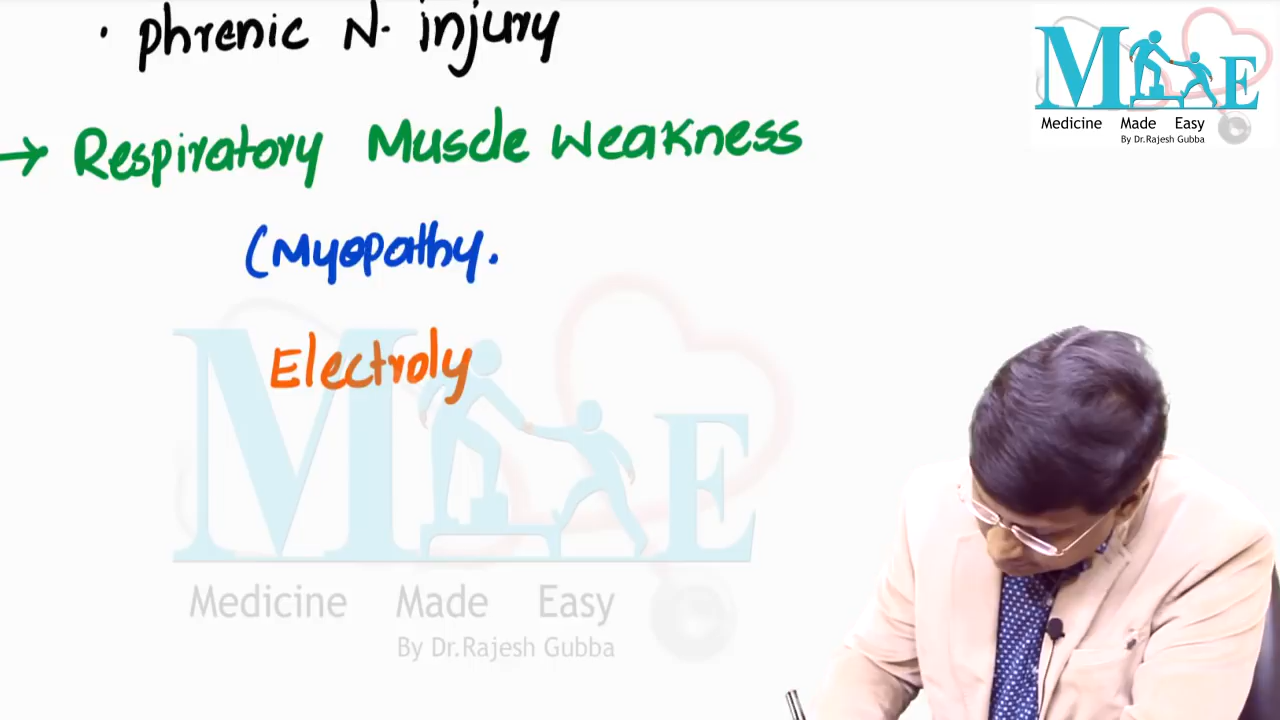 · phrenic N. injury
→ Respiratory Muscle weakness
(Myopathy.
Electroly
M E
Medicine Made Easy
By Dr.Rajesh Gubba
M E
Medicine Made Easy
By Dr.Rajesh Gubba